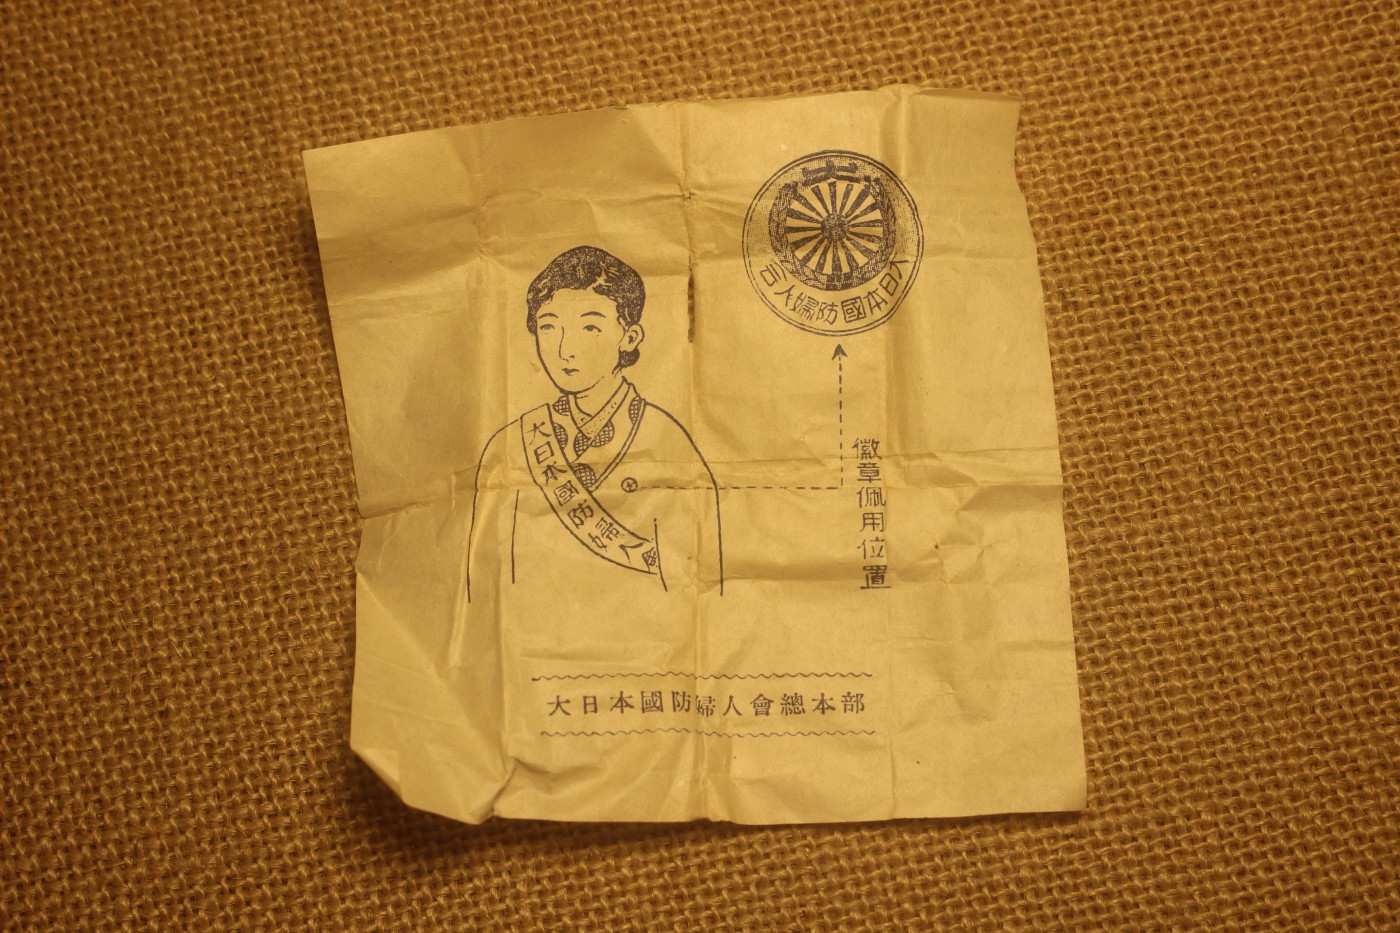 大日本國防婦人会
徽章佩用位置
大日本國防婦人
大日本國防婦人會總本部